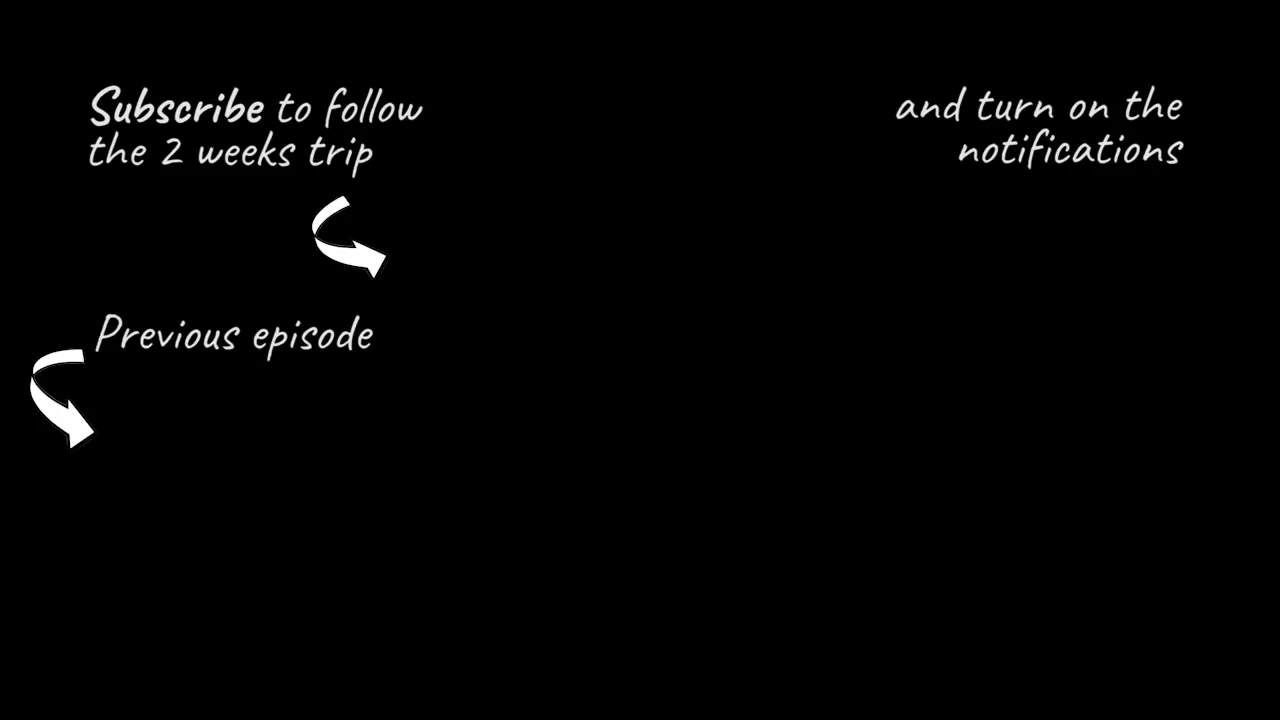 Subscribe to follow
the 2 weeks trip
and turn on the
notifications
Previous episode